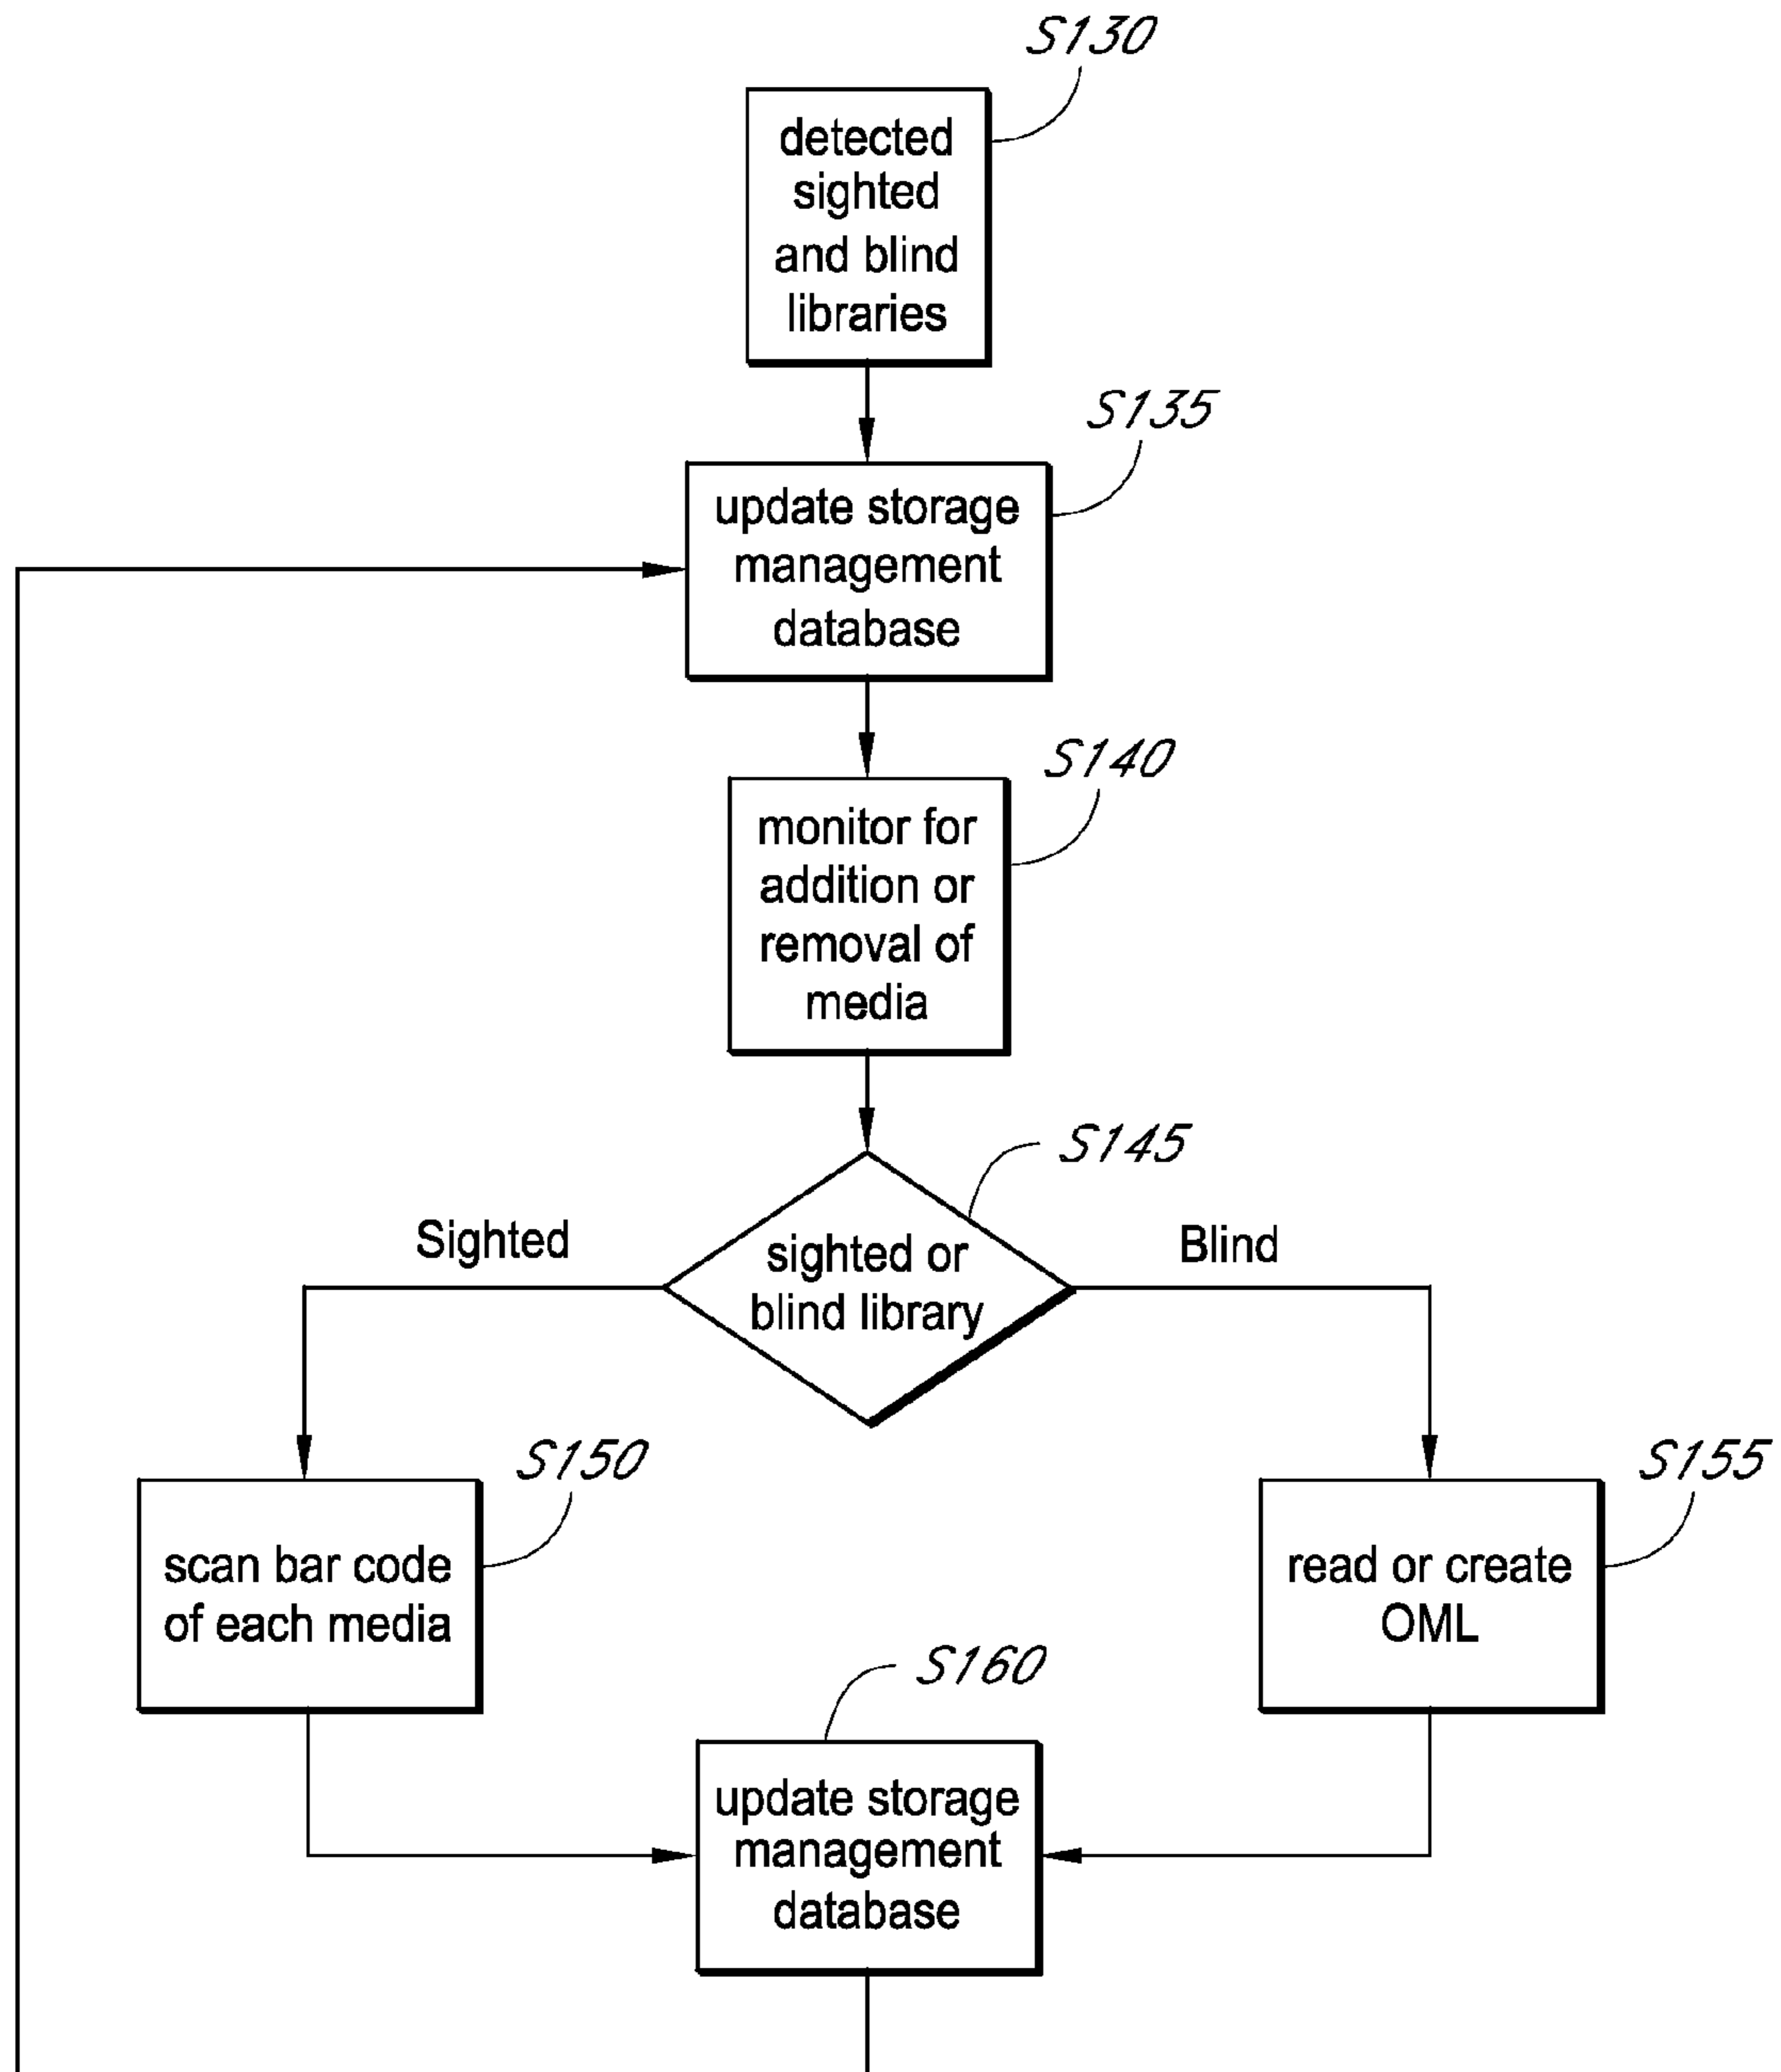 S130
detected
sighted
and blind
libraries
S135
update storage
management
database
S140
monitor for
addition or
removal of
media
S145
Sighted
sighted or
blind library
Blind
S150
scan bar code
of each media
S155
read or create
OML
S160
update storage
management
database